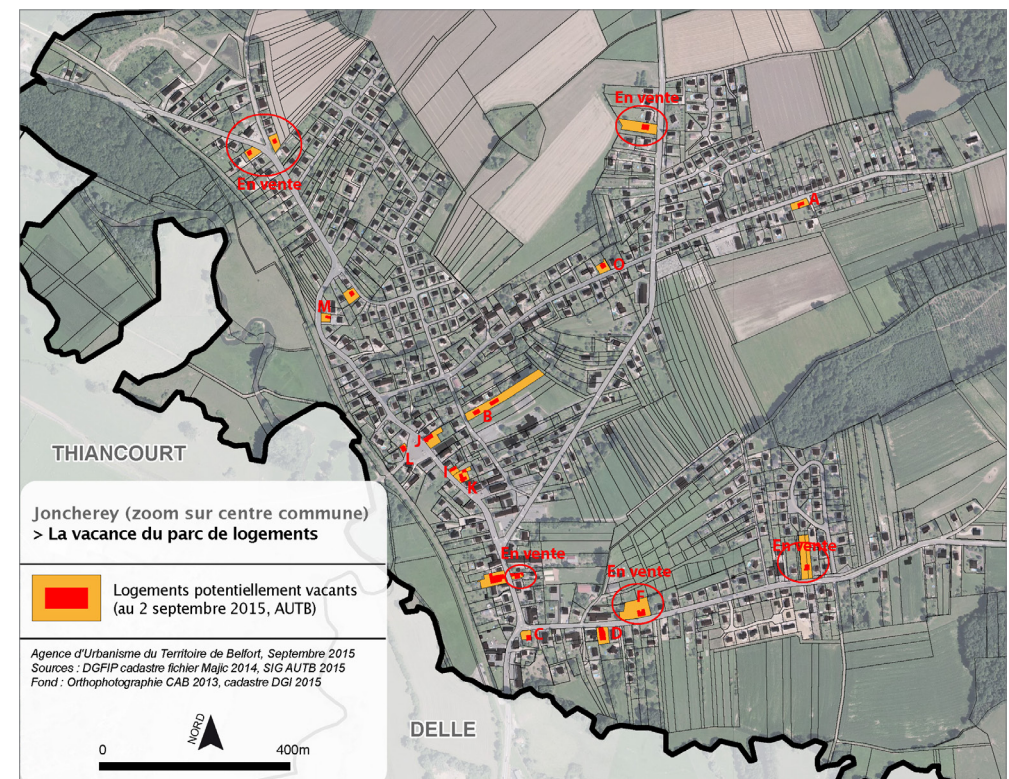 En vente
En vente
A
O
M
B
J
L
I
K
THIANCOURT
En vente
En vente
En vente
F
C
D
DELLE
Joncherey (zoom sur centre commune)
> La vacance du parc de logements
Logements potentiellement vacants
(au 2 septembre 2015, AUTB)
Agence d'Urbanisme du Territoire de Belfort, Septembre 2015
Sources : DGFIP cadastre fichier Majic 2014, SIG AUTB 2015
Fond : Orthophotographie CAB 2013, cadastre DGI 2015
NORD
0 400m